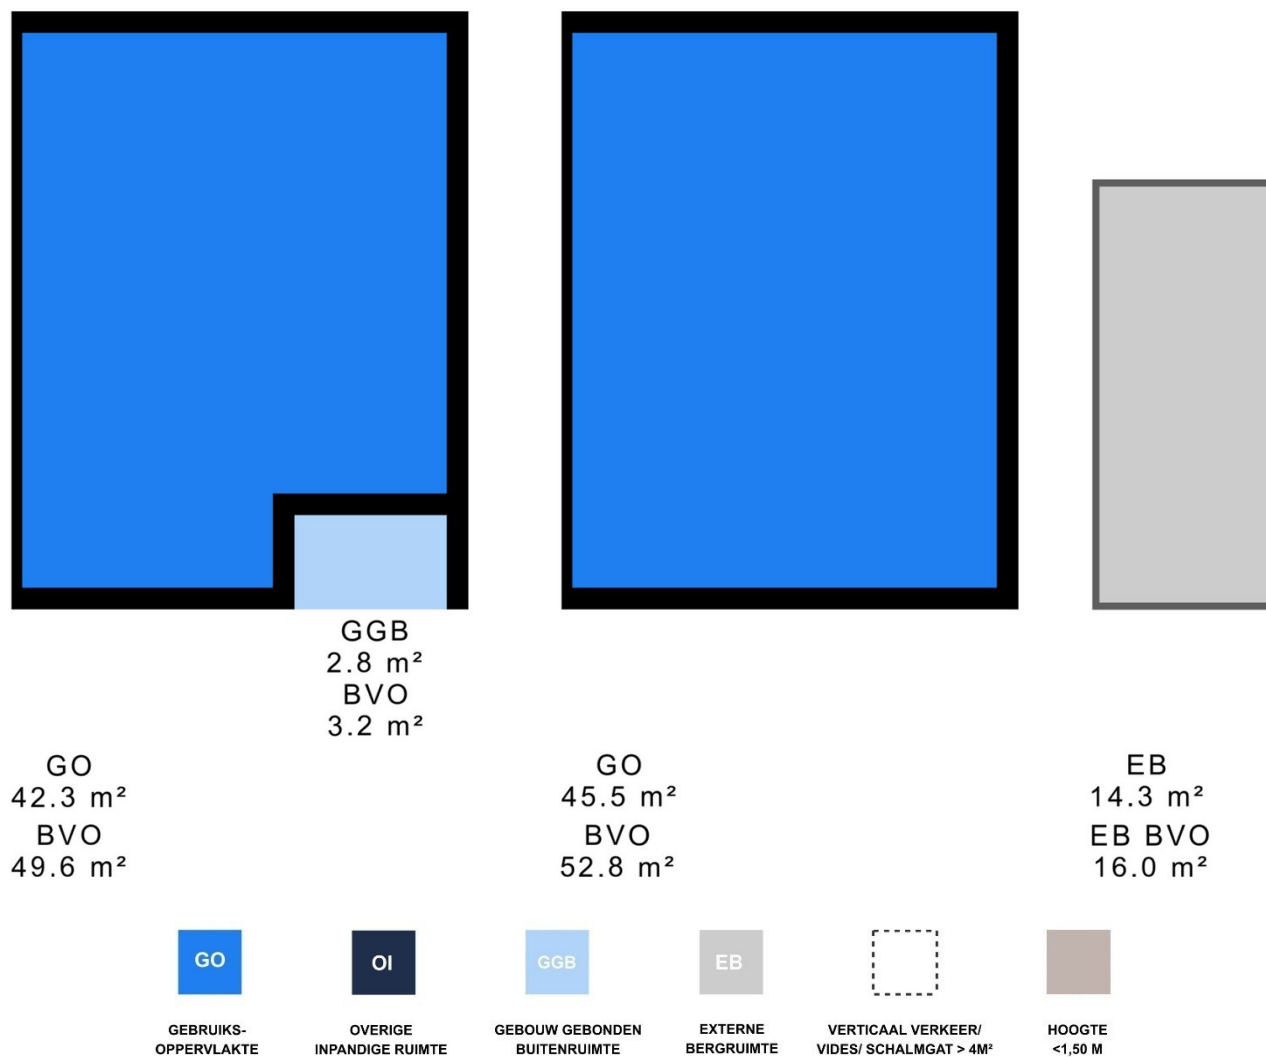 GGB
2.8 m²
BVO
3.2 m²
GO
42.3 m²
BVO
49.6 m²
GO
45.5 m²
BVO
52.8 m²
EB
14.3 m²
EB BVO
16.0 m²
GO
OI
GGB
EB
GEBRUIKS-
OPPERVLAKTE
OVERIGE
INPANDIGE RUIMTE
GEBOUW GEBONDEN
BUITENRUIMTE
EXTERNE
BERGRUIMTE
VERTICAAL VERKEER/
VIDES/ SCHALMGAT > 4M²
HOOGTE
<1,50 M